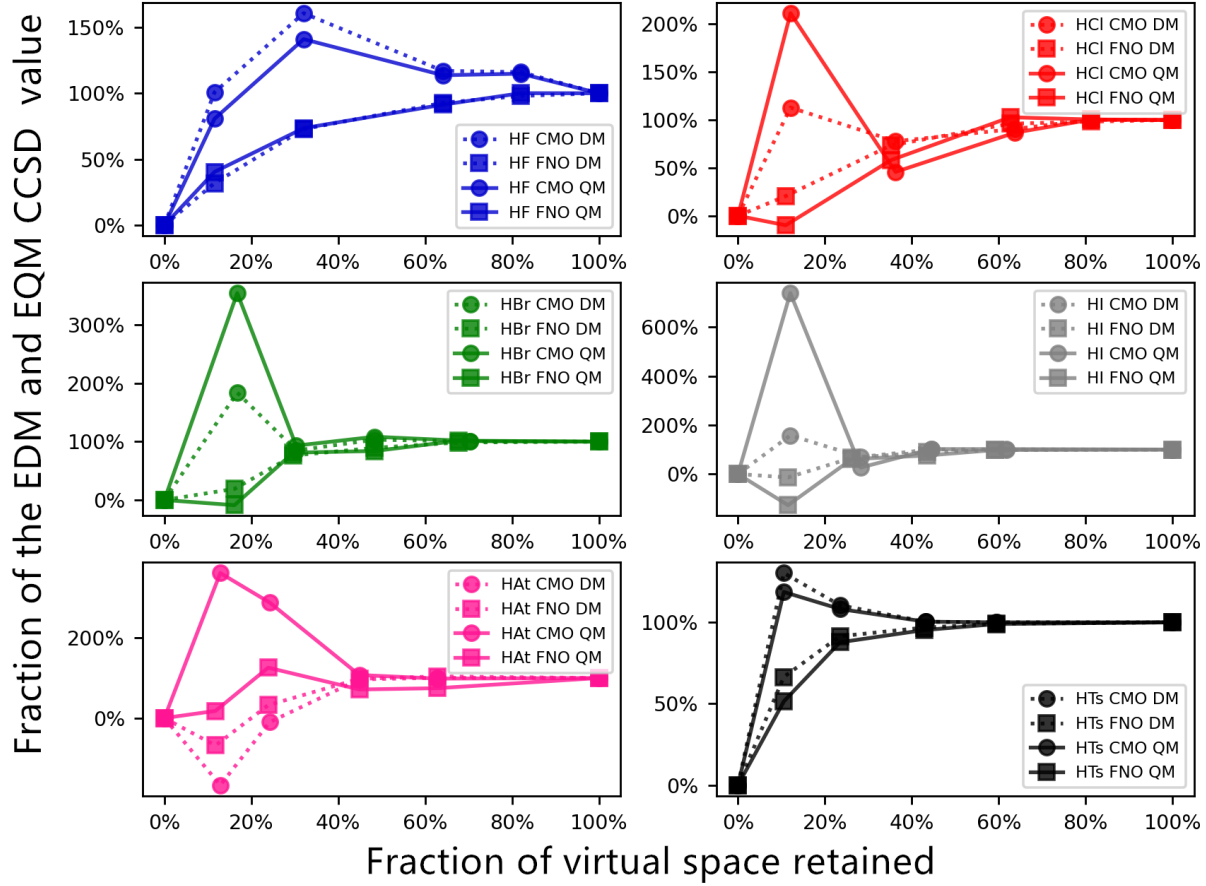 Fraction of the EDM and EQM CCSD value
150%
100%
50%
0%
HF CMO DM
HF FNO DM
HF CMO QM
HF FNO QM
0% 20% 40% 60% 80% 100%
200%
150%
100%
50%
0%
HCl CMO DM
HCl FNO DM
HCl CMO QM
HCl FNO QM
0% 20% 40% 60% 80% 100%
300%
200%
100%
0%
HBr CMO DM
HBr FNO DM
HBr CMO QM
HBr FNO QM
0% 20% 40% 60% 80% 100%
600%
400%
200%
0%
HI CMO DM
HI FNO DM
HI CMO QM
HI FNO QM
0% 20% 40% 60% 80% 100%
200%
0%
HAt CMO DM
HAt FNO DM
HAt CMO QM
HAt FNO QM
0% 20% 40% 60% 80% 100%
100%
50%
0%
HTs CMO DM
HTs FNO DM
HTs CMO QM
HTs FNO QM
0% 20% 40% 60% 80% 100%
Fraction of virtual space retained